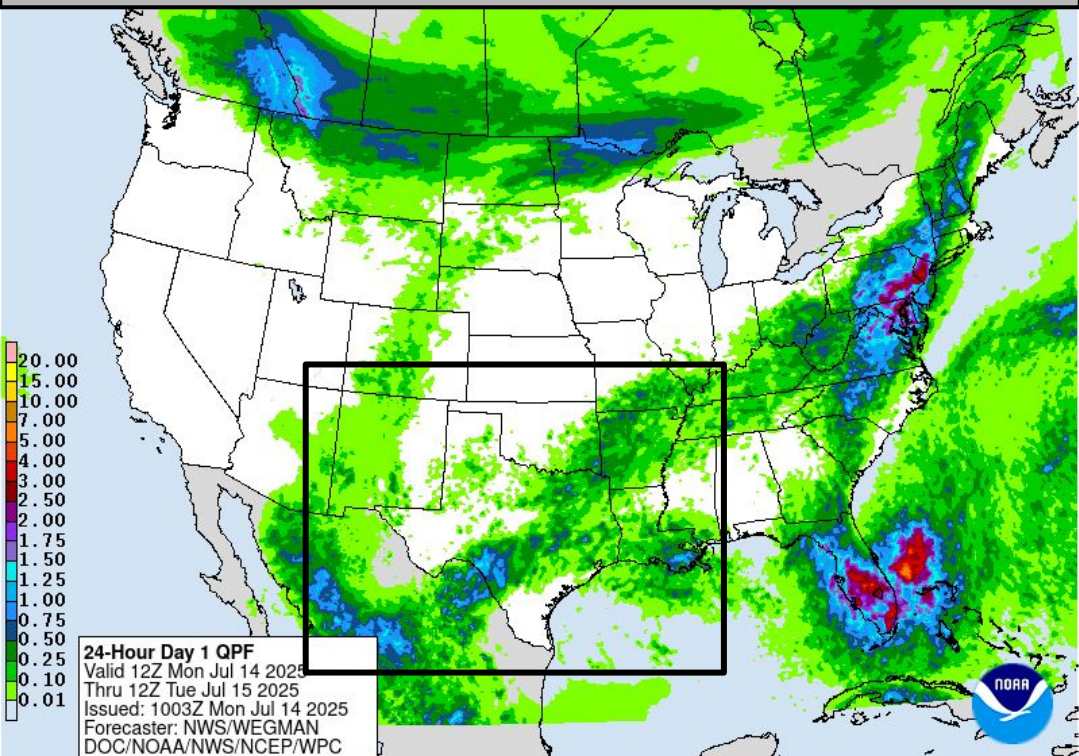 20.00
15.00
10.00
7.00
5.00
4.00
3.00
2.50
2.00
1.75
1.50
1.25
1.00
0.75
0.50
0.25
0.10
0.01
24-Hour Day 1 QPF
Valid 12Z Mon Jul 14 2025
Thru 12Z Tue Jul 15 2025
Issued: 1003Z Mon Jul 14 2025
Forecaster: NWS/WEGMAN
DOC/NOAA/NWS/NCEP/WPC
NOAA